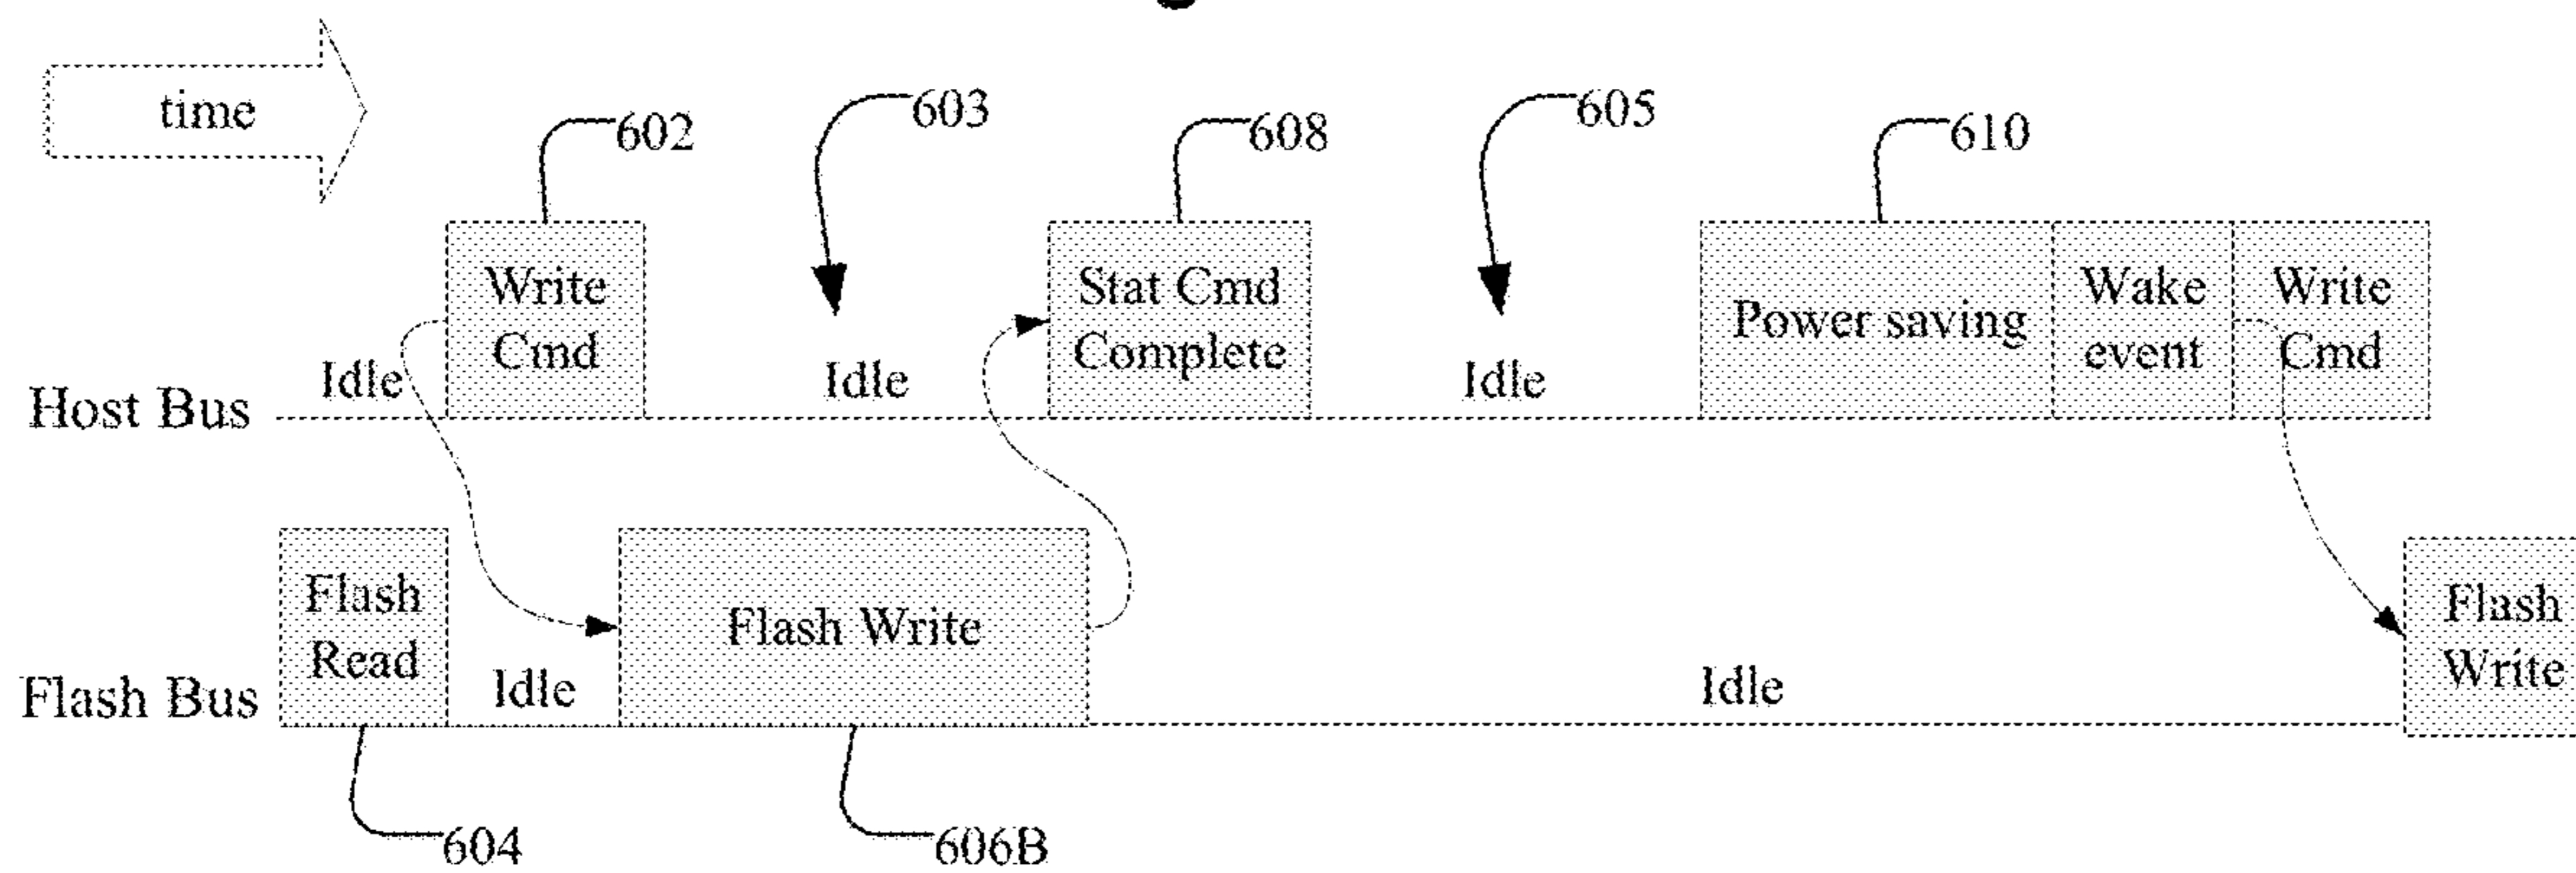 time
602
603
608
605
610
Write
Cmd
Stat Cmd
Complete
Power saving
Wake
event
Write
Cmd
Idle
Idle
Idle
Host Bus
Flash
Read
Flash Write
Flash
Write
Idle
Idle
Flash Bus
604
606B